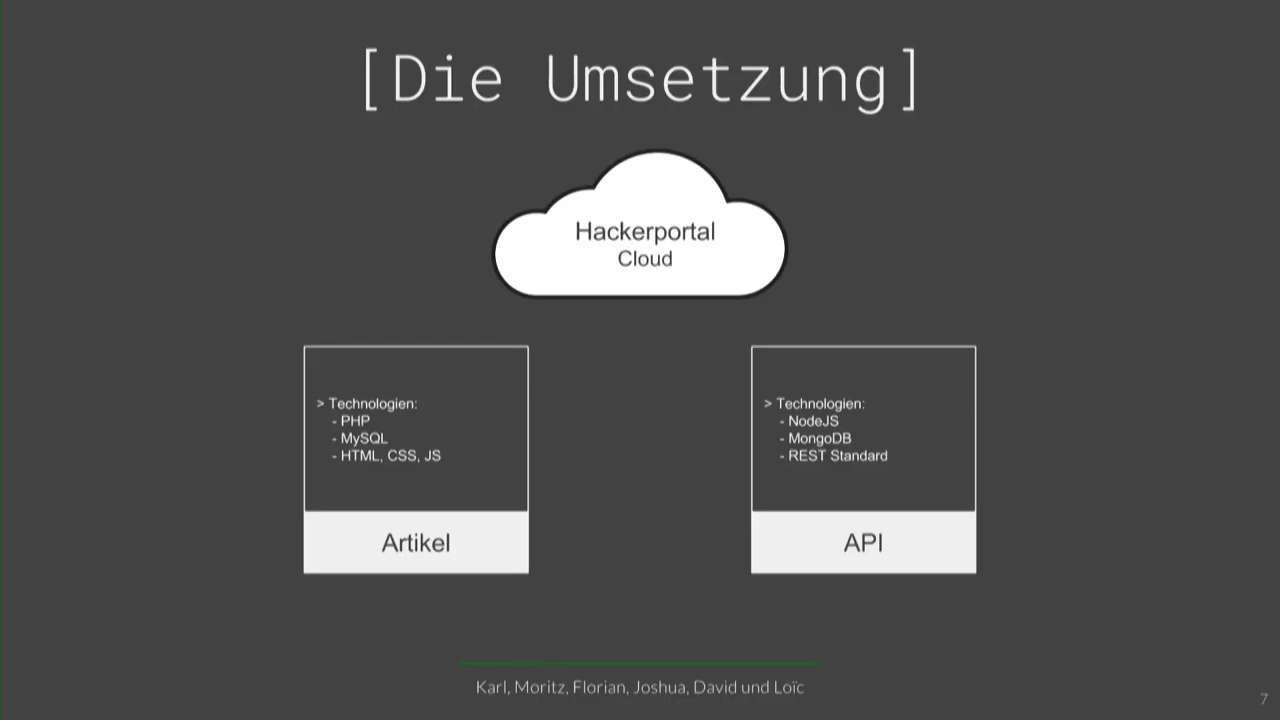 [Die Umsetzung]
Hackerportal
Cloud
> Technologien:
- PHP
- MySQL
- HTML, CSS, JS
Artikel
> Technologien:
- NodeJS
- MongoDB
- REST Standard
API
Karl, Moritz, Florian, Joshua, David und Loïc
7